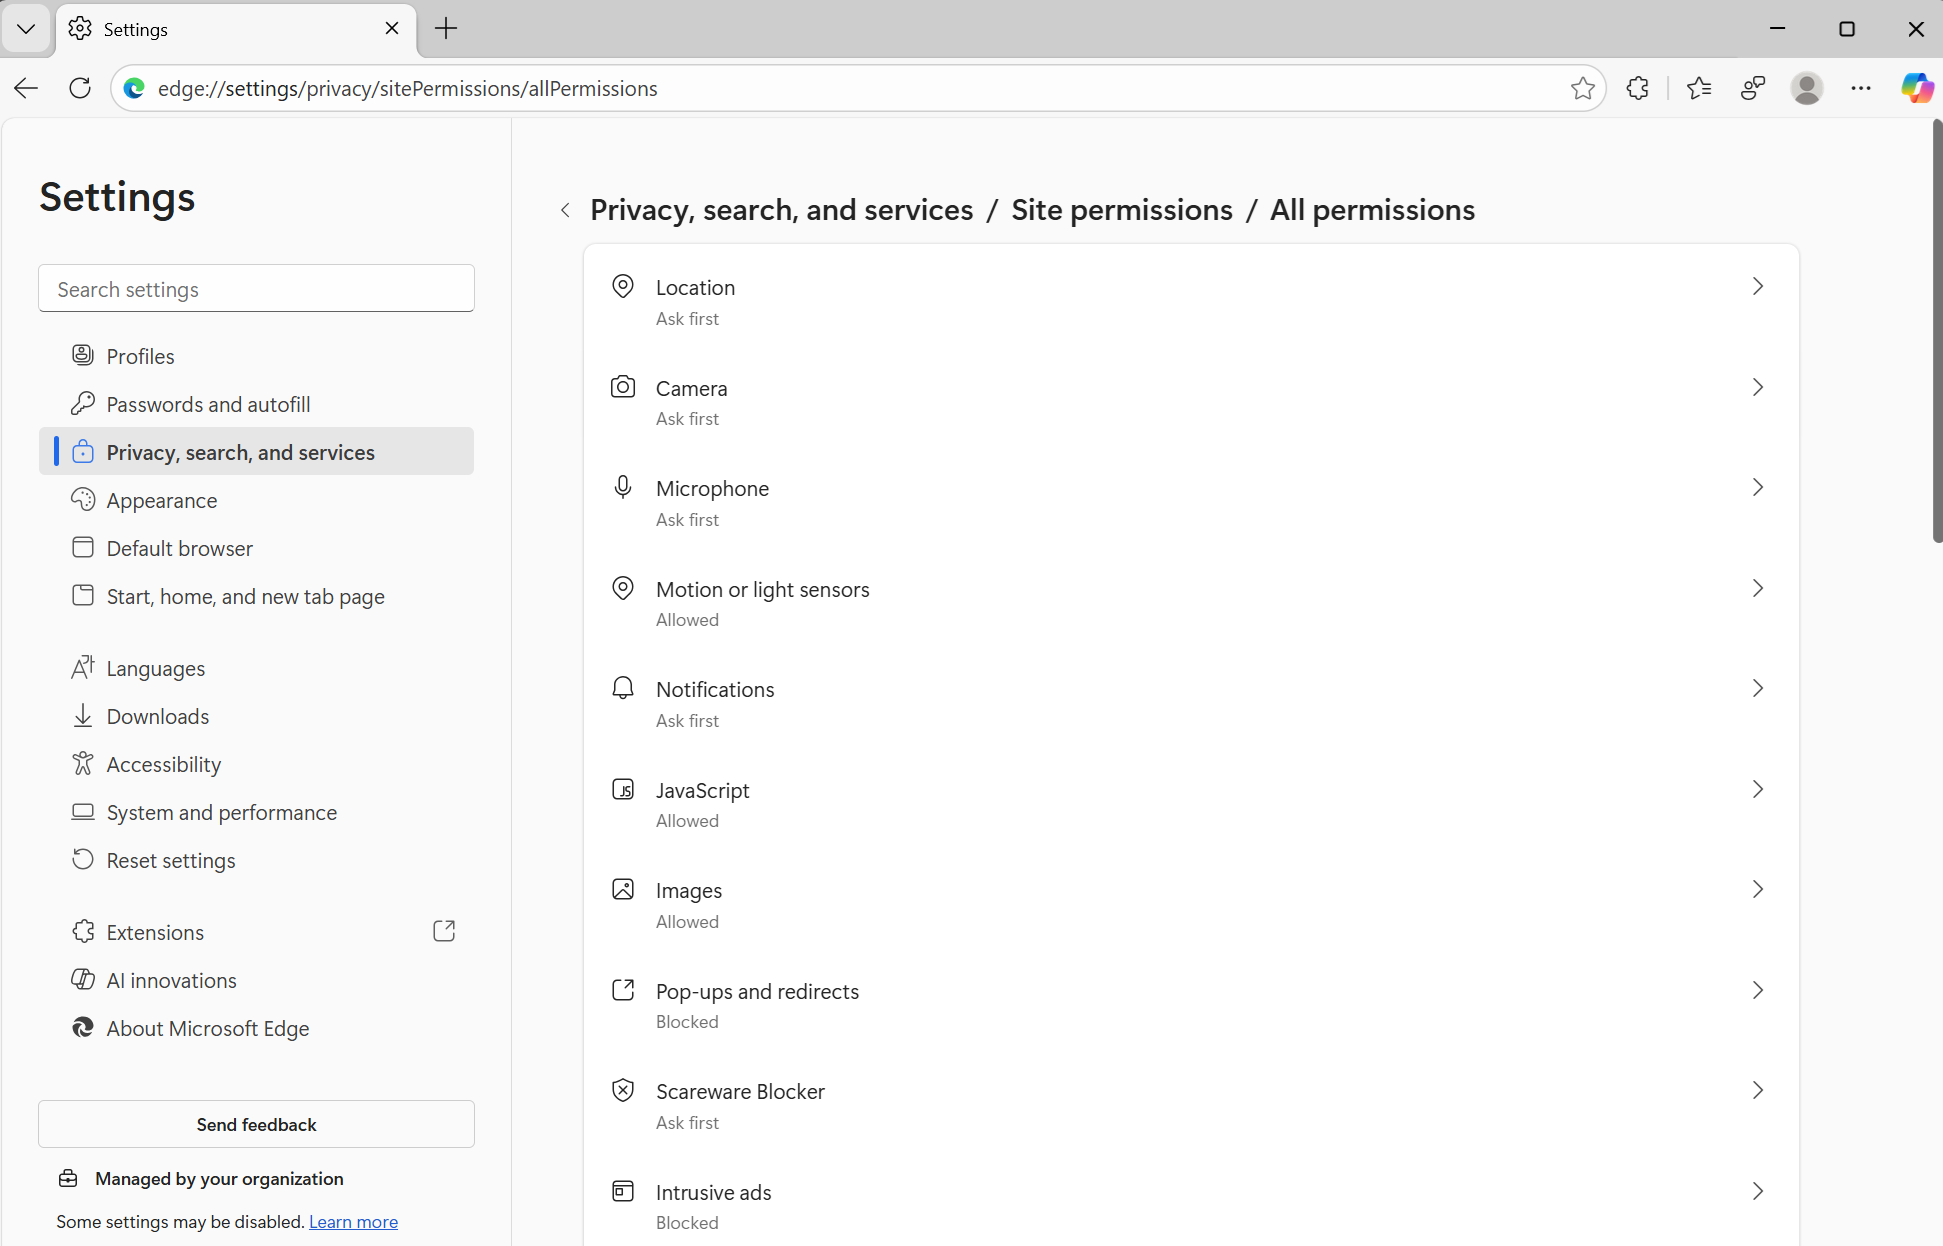 Settings
edge://settings/privacy/sitePermissions/allPermissions
Settings
Search settings
Profiles
Passwords and autofill
Privacy, search, and services
Appearance
Default browser
Start, home, and new tab page
Languages
Downloads
Accessibility
System and performance
Reset settings
Extensions
AI innovations
About Microsoft Edge
Send feedback
Managed by your organization
Some settings may be disabled. Learn more
Privacy, search, and services / Site permissions / All permissions
Location
Ask first
Camera
Ask first
Microphone
Ask first
Motion or light sensors
Allowed
Notifications
Ask first
JS
JavaScript
Allowed
Images
Allowed
Pop-ups and redirects
Blocked
Scareware Blocker
Ask first
Intrusive ads
Blocked